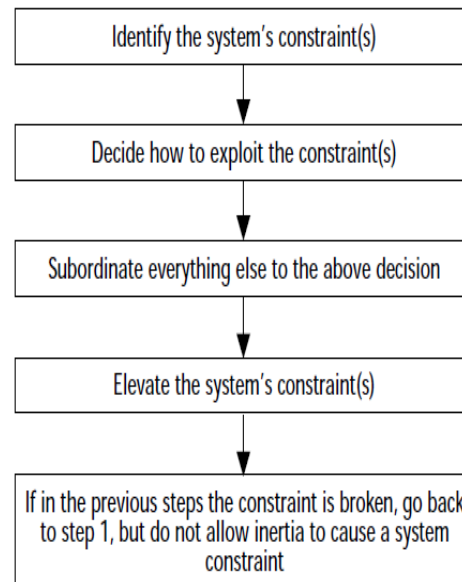 Identify the system's constraint(s)
Decide how to exploit the constraint(s)
Subordinate everything else to the above decision
Elevate the system's constraint(s)
If in the previous steps the constraint is broken, go back
to step 1, but do not allow inertia to cause a system
constraint